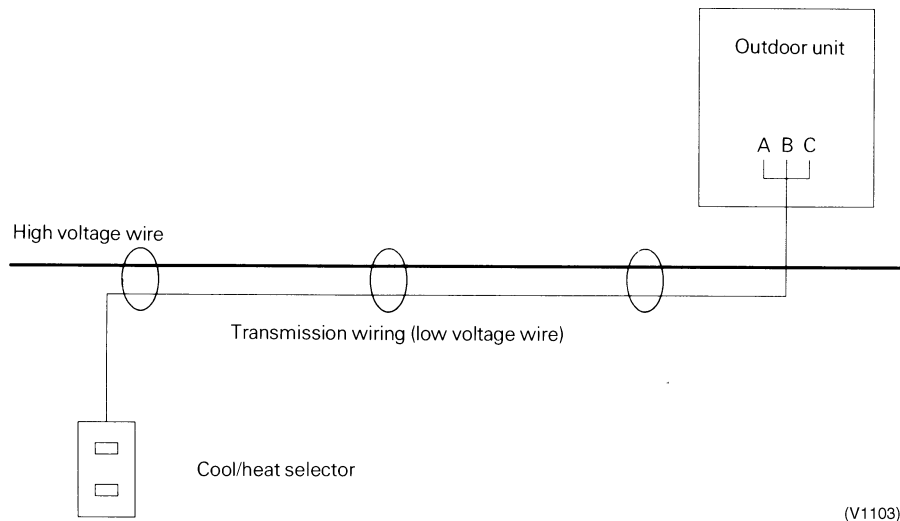 Outdoor unit
A B C
High voltage wire
Transmission wiring (low voltage wire)
Cool/heat selector
(V1103)